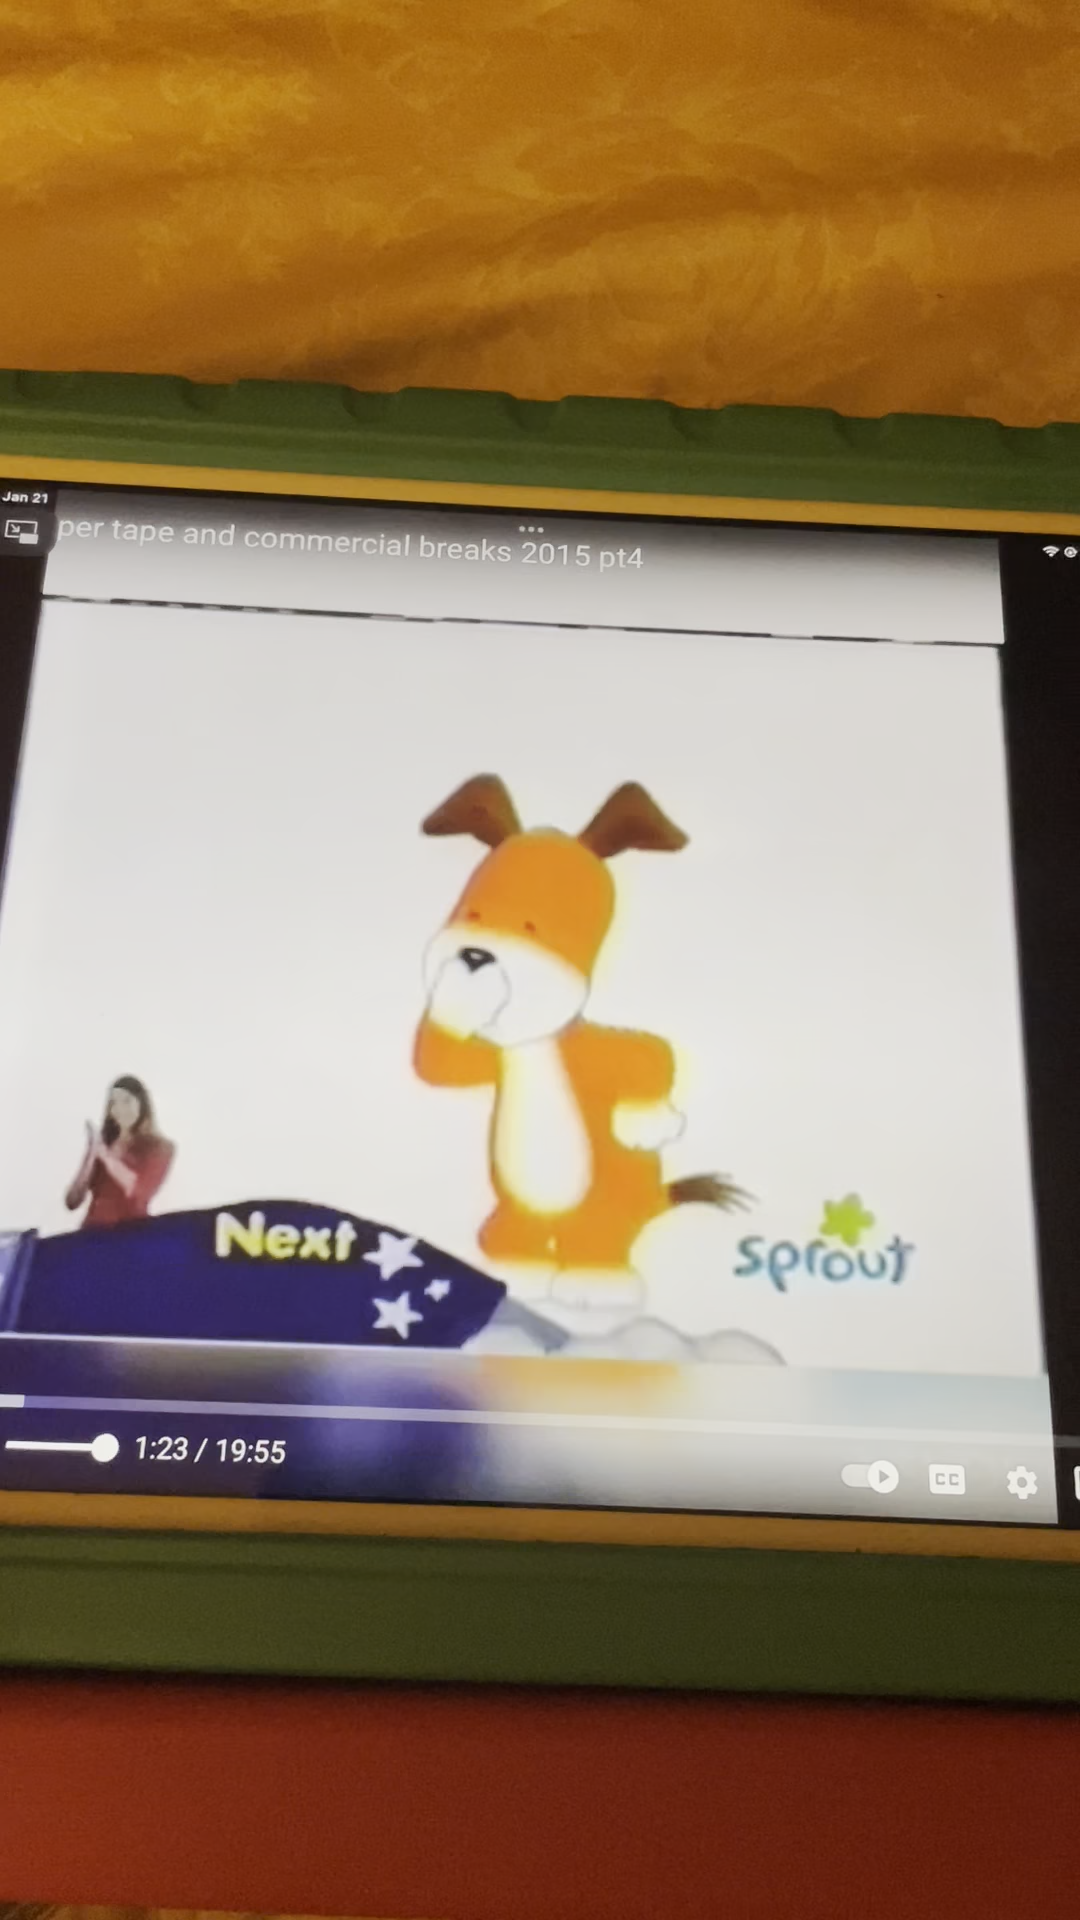 Jan 21
per tape and commercial breaks 2015 pt4
Next
sprout
1:23 / 19:55
CC